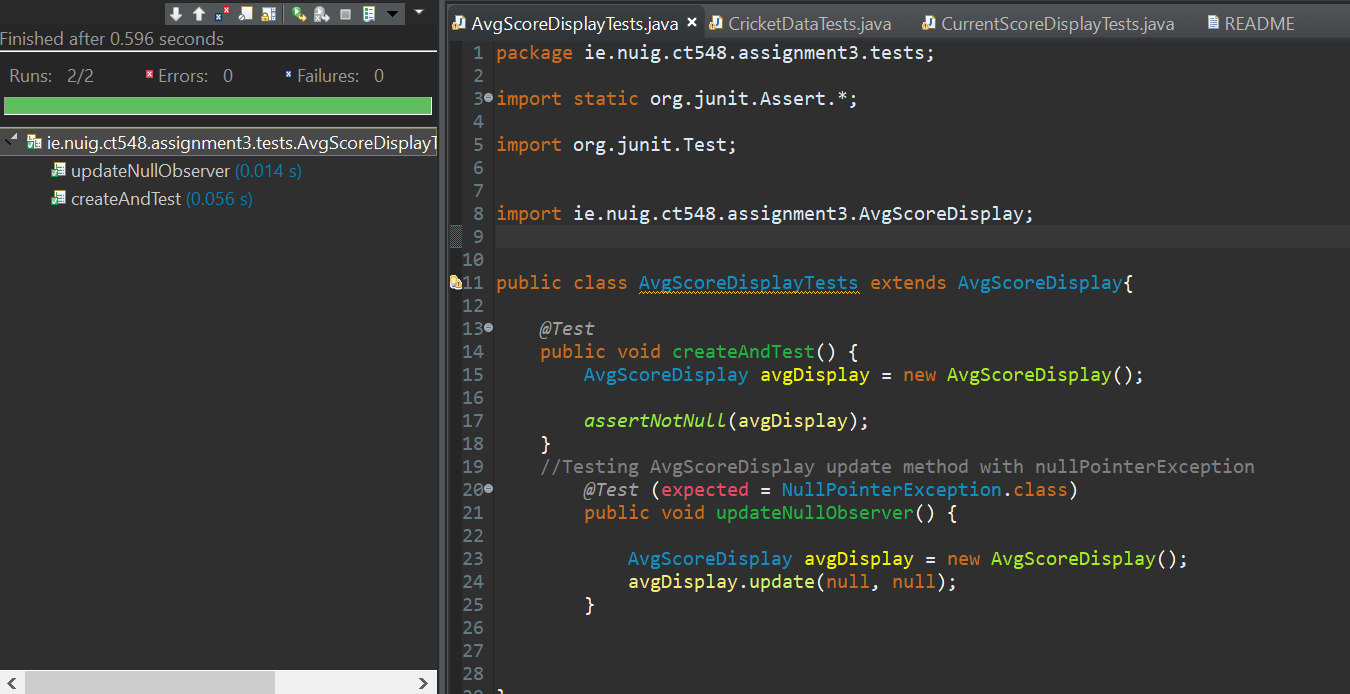 Finished after 0.596 seconds
Runs: 2/2 Errors: 0 Failures: 0
ie.nuig.ct548.assignment3.tests.AvgScoreDisplayT
updateNullObserver (0.014 s)
createAndTest (0.056 s)
AvgScoreDisplayTests.java CricketDataTests.java CurrentScoreDisplayTests.java README
1 package ie.nuig.ct548.assignment3.tests;
2
3 import static org.junit.Assert.*;
4
5 import org.junit.Test;
6
7
8 import ie.nuig.ct548.assignment3.AvgScoreDisplay;
9
10
11 public class AvgScoreDisplayTests extends AvgScoreDisplay{
12
13 @Test
14 public void createAndTest() {
15 AvgScoreDisplay avgDisplay = new AvgScoreDisplay();
16
17 assertNotNull(avgDisplay);
18 }
19 //Testing AvgScoreDisplay update method with nullPointerException
20 @Test (expected = NullPointerException.class)
21 public void updateNullObserver() {
22
23 AvgScoreDisplay avgDisplay = new AvgScoreDisplay();
24 avgDisplay.update(null, null);
25 }
26
27
28